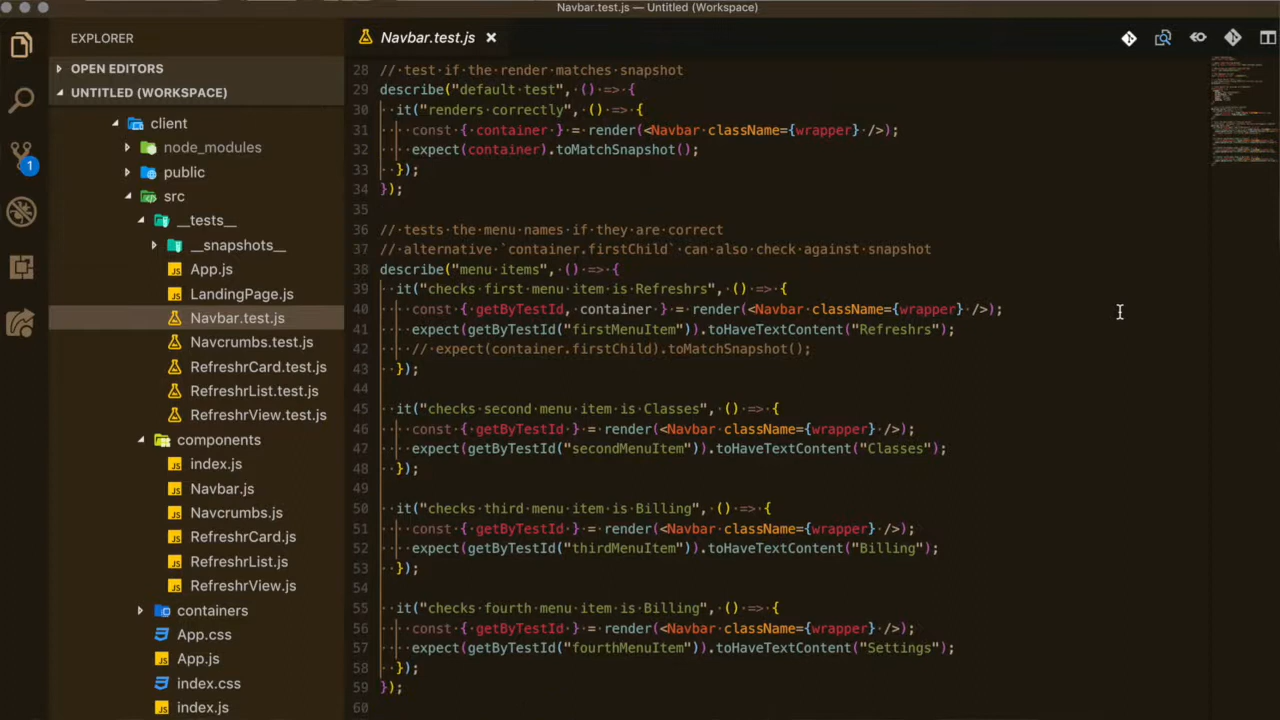 Navbar.test.js — Untitled (Workspace)
EXPLORER
OPEN EDITORS
UNTITLED (WORKSPACE)
client
node_modules
public
src
__tests__
__snapshots__
App.js
LandingPage.js
Navbar.test.js
Navcrumbs.test.js
RefreshrCard.test.js
RefreshrList.test.js
RefreshrView.test.js
components
index.js
Navbar.js
Navcrumbs.js
RefreshrCard.js
RefreshrList.js
RefreshrView.js
containers
App.css
App.js
index.css
index.js
1
Navbar.test.js
28 // test if the render matches snapshot
29 describe("default test", () => {
30 it("renders correctly", () => {
31 const { container } = render(<Navbar className={wrapper} />);
32 expect(container).toMatchSnapshot();
33 });
34 });
35
36 // tests the menu names if they are correct
37 // alternative `container.firstChild` can also check against snapshot
38 describe("menu items", () => {
39 it("checks first menu item is Refreshrs", () => {
40 const { getByTestId, container } = render(<Navbar className={wrapper} />);
41 expect(getByTestId("firstMenuItem")).toHaveTextContent("Refreshrs");
42 // expect(container.firstChild).toMatchSnapshot();
43 });
44
45 it("checks second menu item is Classes", () => {
46 const { getByTestId } = render(<Navbar className={wrapper} />);
47 expect(getByTestId("secondMenuItem")).toHaveTextContent("Classes");
48 });
49
50 it("checks third menu item is Billing", () => {
51 const { getByTestId } = render(<Navbar className={wrapper} />);
52 expect(getByTestId("thirdMenuItem")).toHaveTextContent("Billing");
53 });
54
55 it("checks fourth menu item is Billing", () => {
56 const { getByTestId } = render(<Navbar className={wrapper} />);
57 expect(getByTestId("fourthMenuItem")).toHaveTextContent("Settings");
58 });
59 });
60